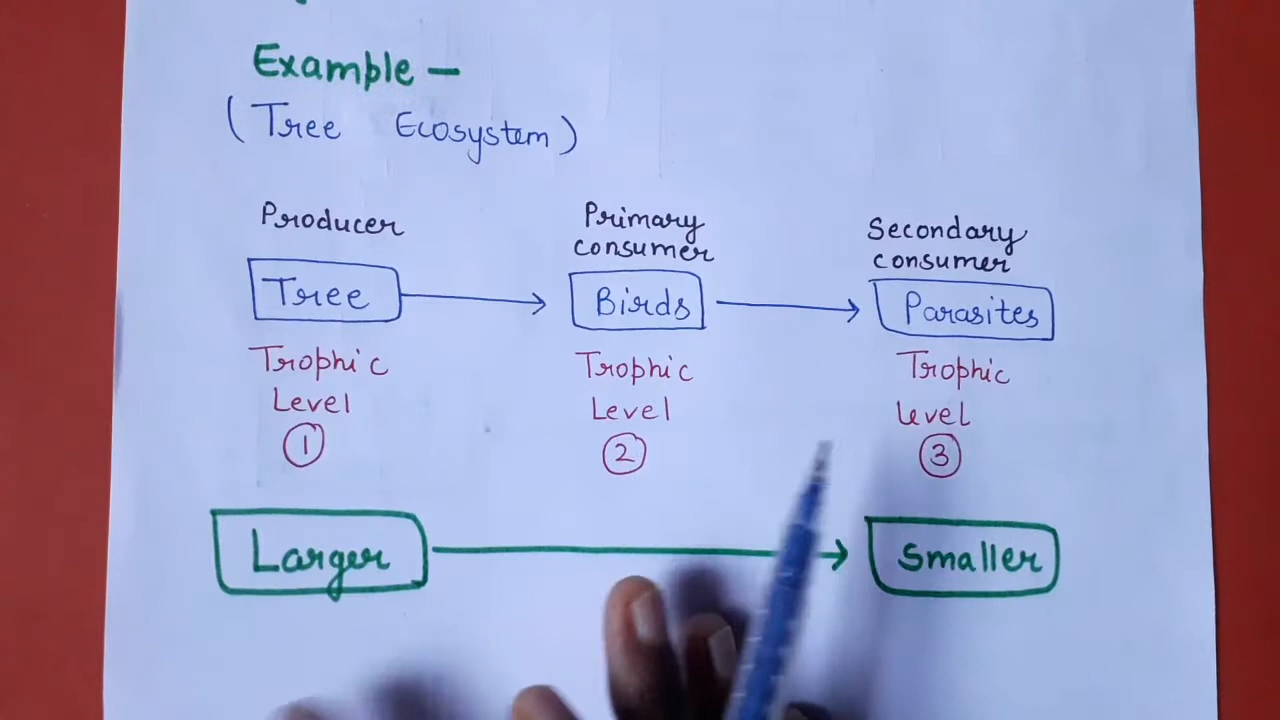 Example –
(Tree Ecosystem)
Producer
Primary
consumer
Secondary
consumer
Tree
Birds
Parasites
Trophic
Level
1
Trophic
Level
2
Trophic
Level
3
Larger
Smaller